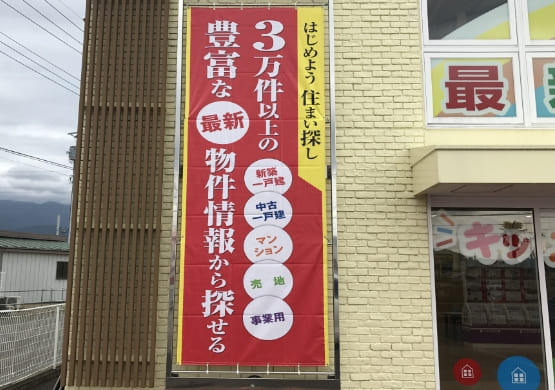 はじめよう 住まい探し
3万件以上の
豊富な
最新
物件情報から探せる
新築
一戸建
中古
一戸建
マン
ション
売 地
事業用
最
キッ